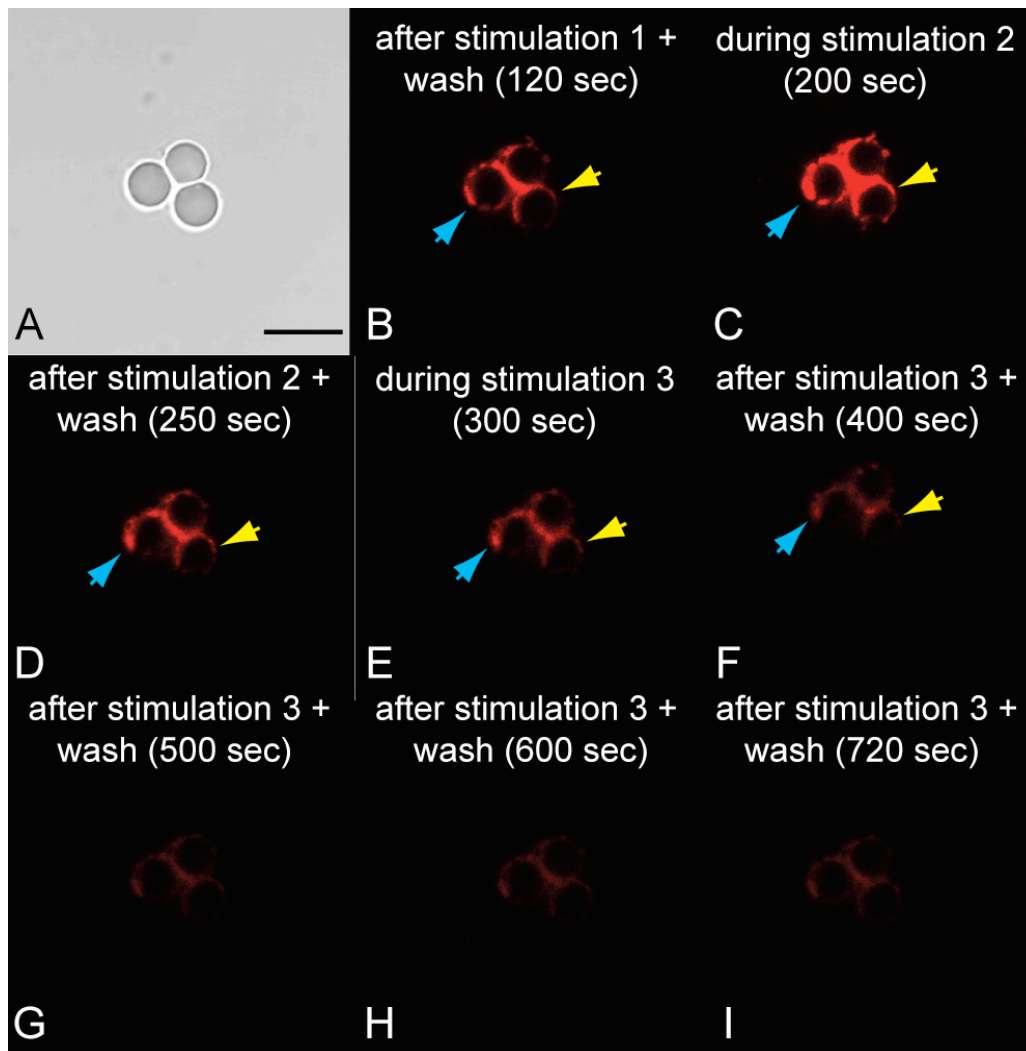 after stimulation 1 +
wash (120 sec)
during stimulation 2
(200 sec)
A
B
C
after stimulation 2 +
wash (250 sec)
during stimulation 3
(300 sec)
after stimulation 3 +
wash (400 sec)
D
E
F
after stimulation 3 +
wash (500 sec)
after stimulation 3 +
wash (600 sec)
after stimulation 3 +
wash (720 sec)
G
H
I